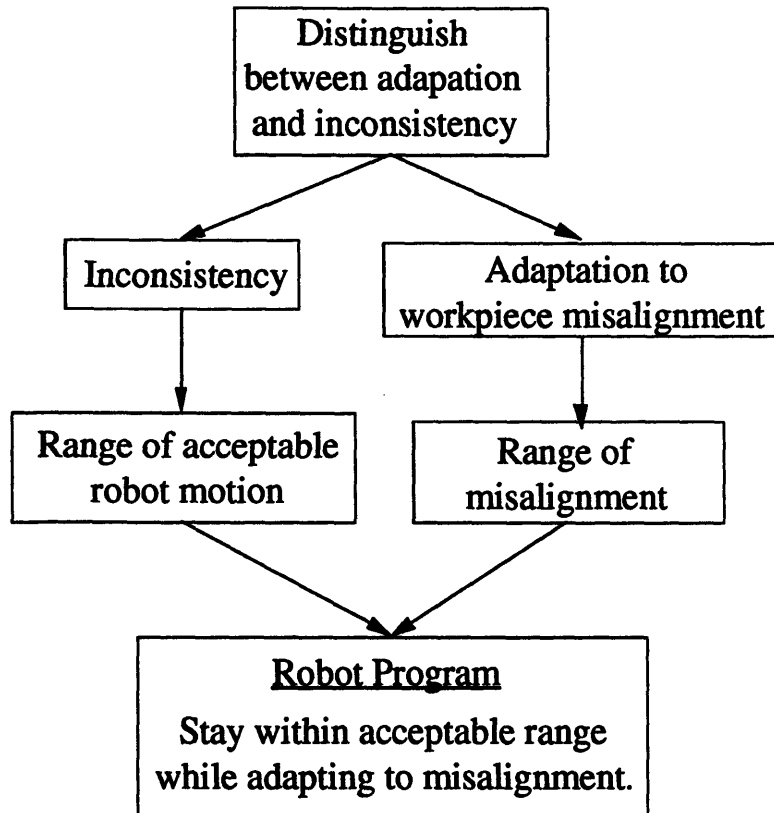 Distinguish
between adapation
and inconsistency
Inconsistency
Adaptation to
workpiece misalignment
Range of acceptable
robot motion
Range of
misalignment
Robot Program
Stay within acceptable range
while adapting to misalignment.